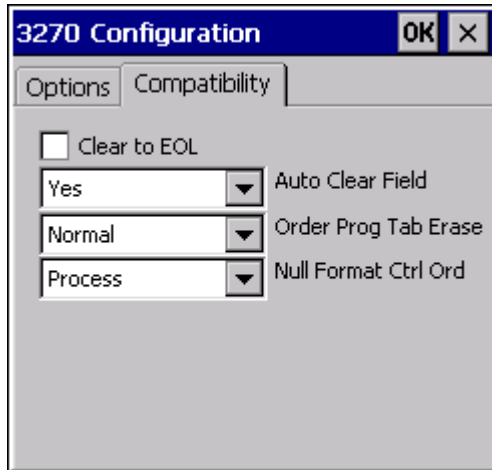 3270 Configuration OK ×
Options Compatibility
Clear to EOL
Yes Auto Clear Field
Normal Order Prog Tab Erase
Process Null Format Ctrl Ord